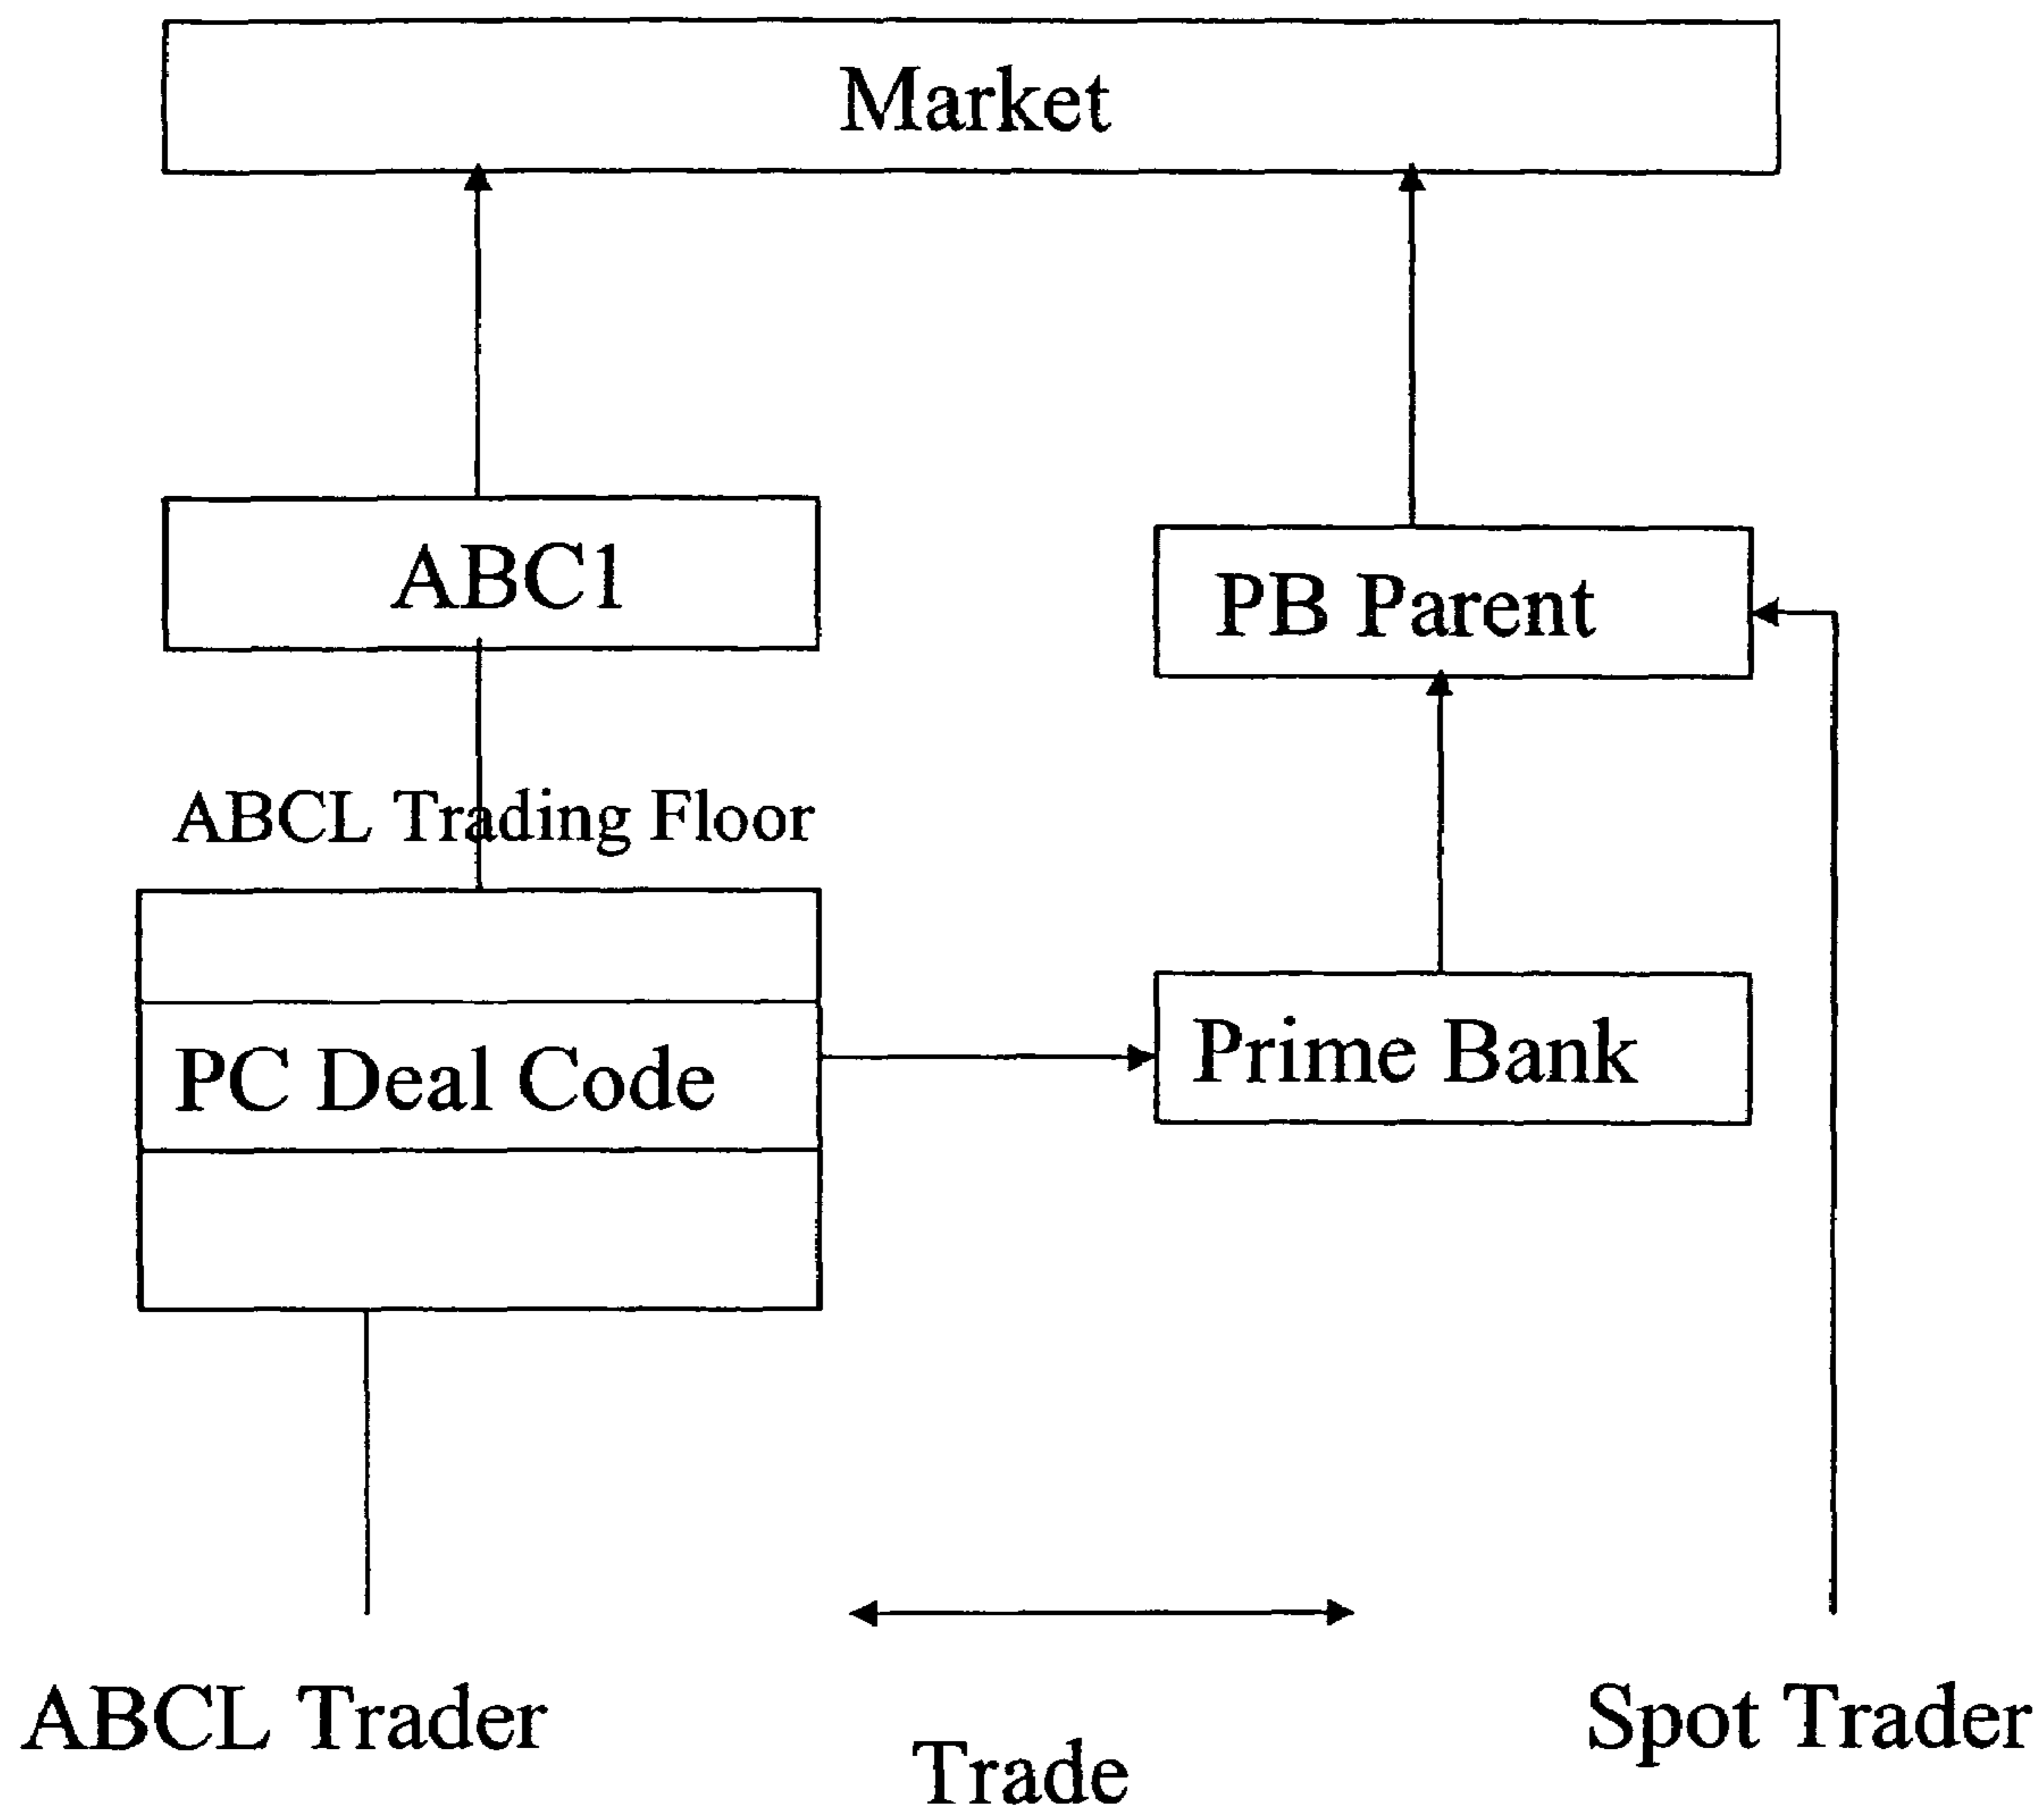 Market
ABC1
PB Parent
ABCL Trading Floor
PC Deal Code
Prime Bank
ABCL Trader
Trade
Spot Trader